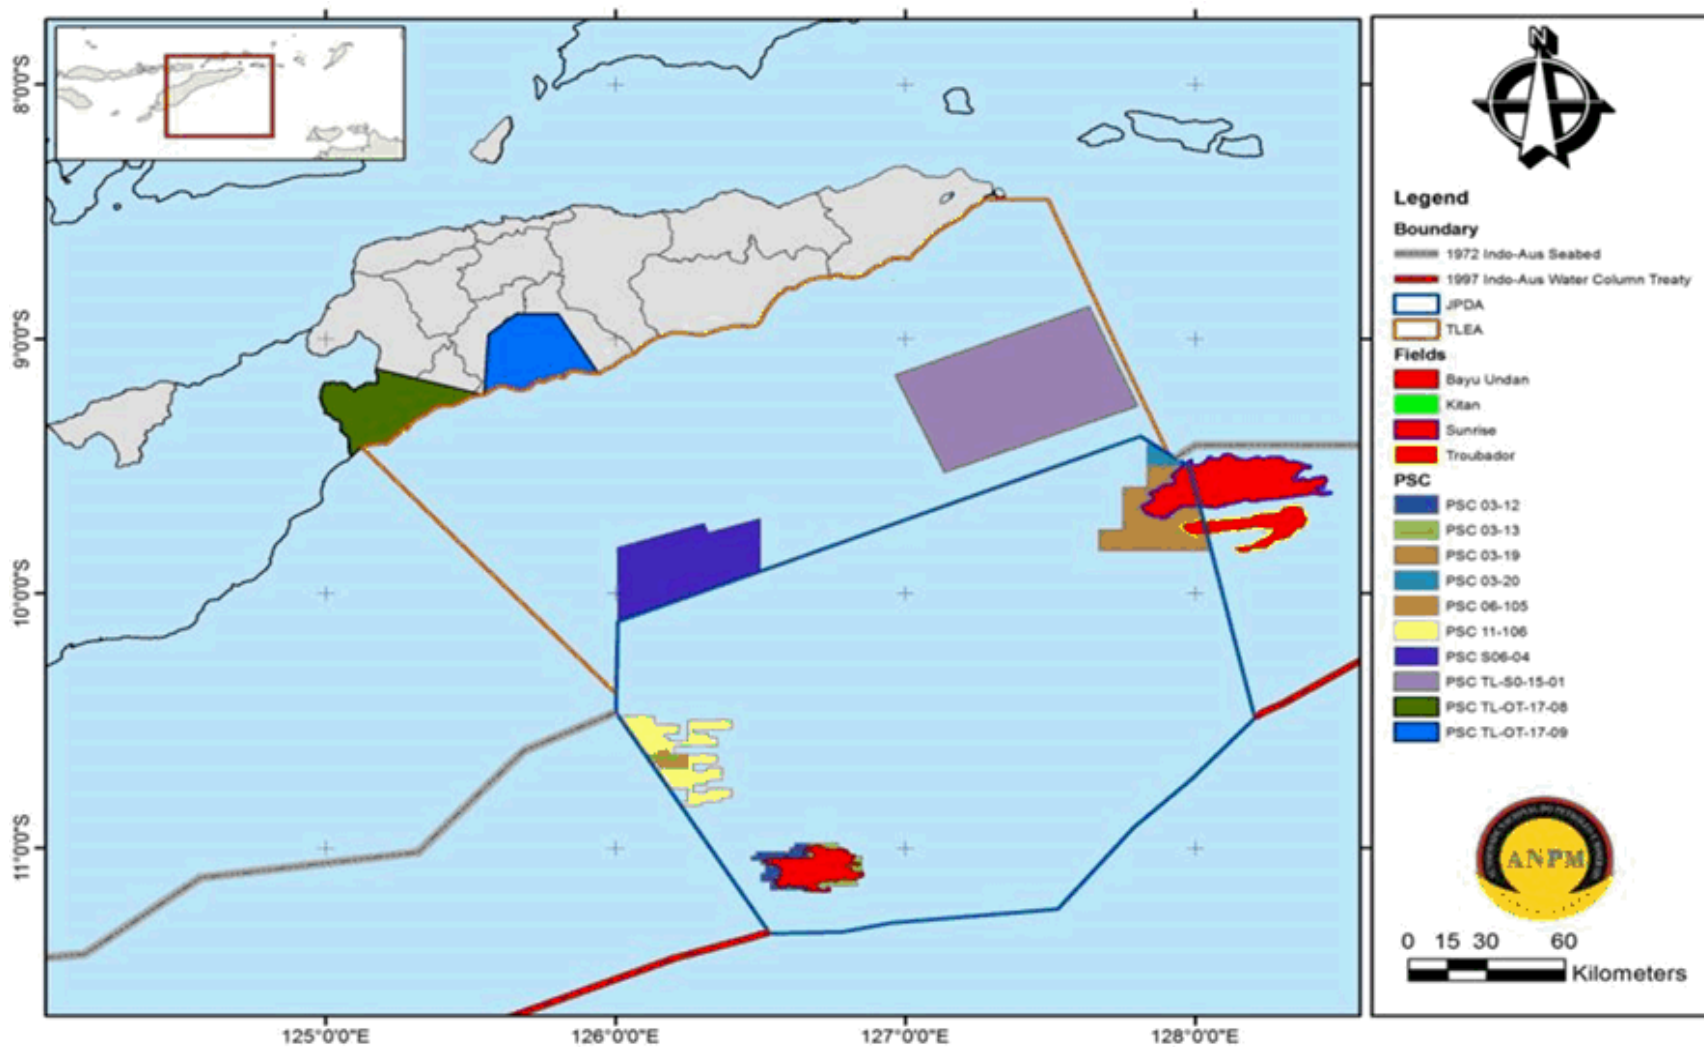 8°0'0"S
9°0'0"S
10°0'0"S
11°0'0"S
125°0'0"E
126°0'0"E
127°0'0"E
128°0'0"E
N
Legend
Boundary
1972 Indo-Aus Seabed
1997 Indo-Aus Water Column Treaty
JPDA
TLEA
Fields
Bayu Undan
Kitan
Sunrise
Troubador
PSC
PSC 03-12
PSC 03-13
PSC 03-19
PSC 03-20
PSC 06-105
PSC 11-106
PSC S06-04
PSC TL-S0-15-01
PSC TL-OT-17-08
PSC TL-OT-17-09
ANPM
0 15 30 60
Kilometers